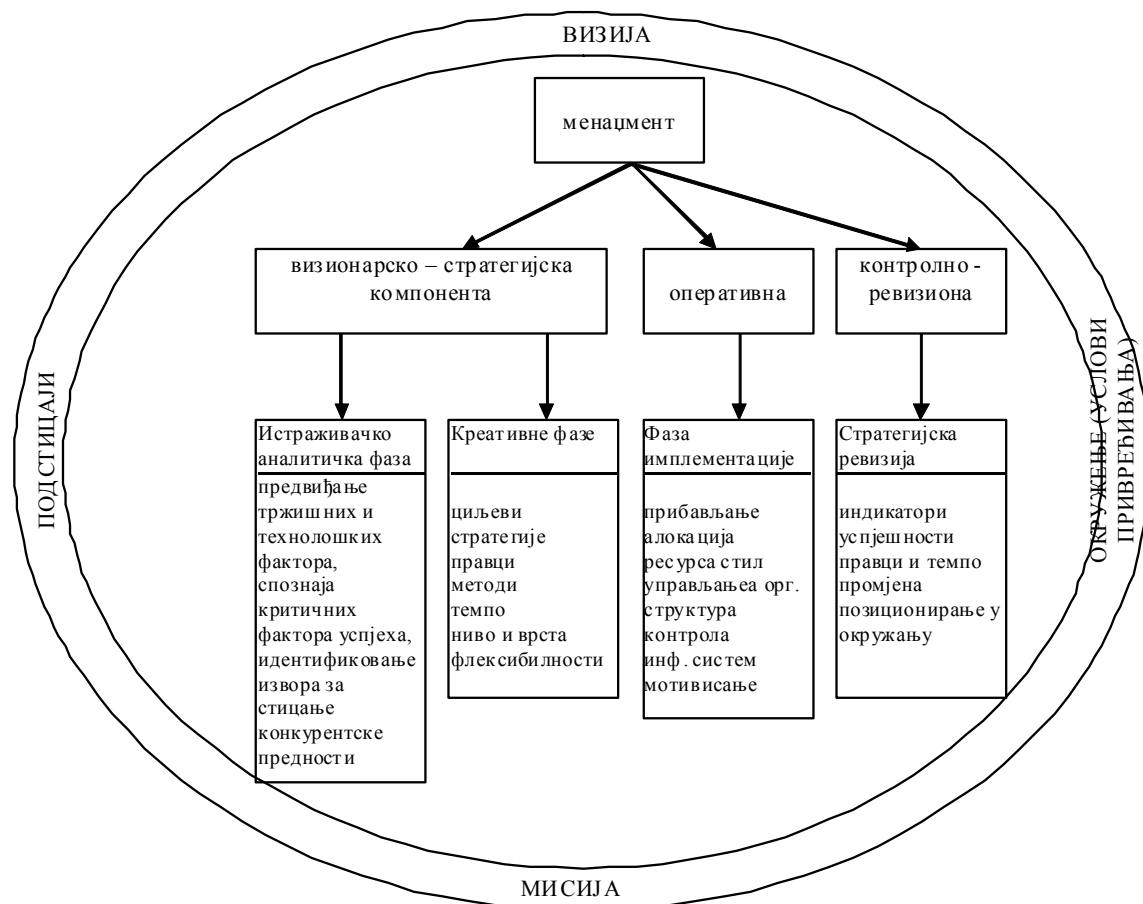 ВИЗИЈА
менаџмент
визионарско – стратегијска
компонента
оперативна
контролно -
ревизиона
ПОДСТИЦАЈИ
ОКРУЖЕЊЕ (УСЛОВИ
ПРИВРЕЂИВАЊА)
Истраживачко
аналитичка фаза
предвиђање
тржишних и
технолошких
фактора,
спознаја
критичних
фактора успјеха,
идентификовање
извора за
стицање
конкурентске
предности
Креативне фазе
циљеви
стратегије
правци
методи
темпо
ниво и врста
флексибилности
Фаза
имплементације
прибављање
алокација
ресурса стил
управљањеа орг.
структура
контрола
инф. систем
мотивисање
Стратегијска
ревизија
индикатори
успјешности
правци и темпо
промјена
позиционирање у
окружању
МИСИЈА